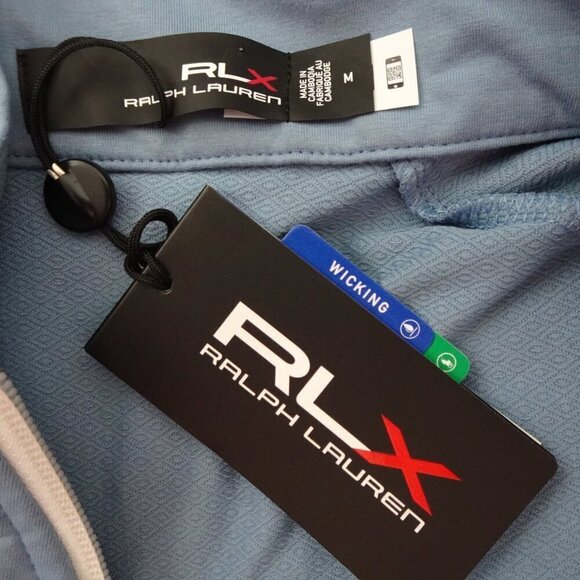 RLX
RALPH LAUREN
MADE IN
CAMBODIA
FABRIQUÉ AU
CAMBODGE
M
WICKING
RLX
RALPH LAUREN